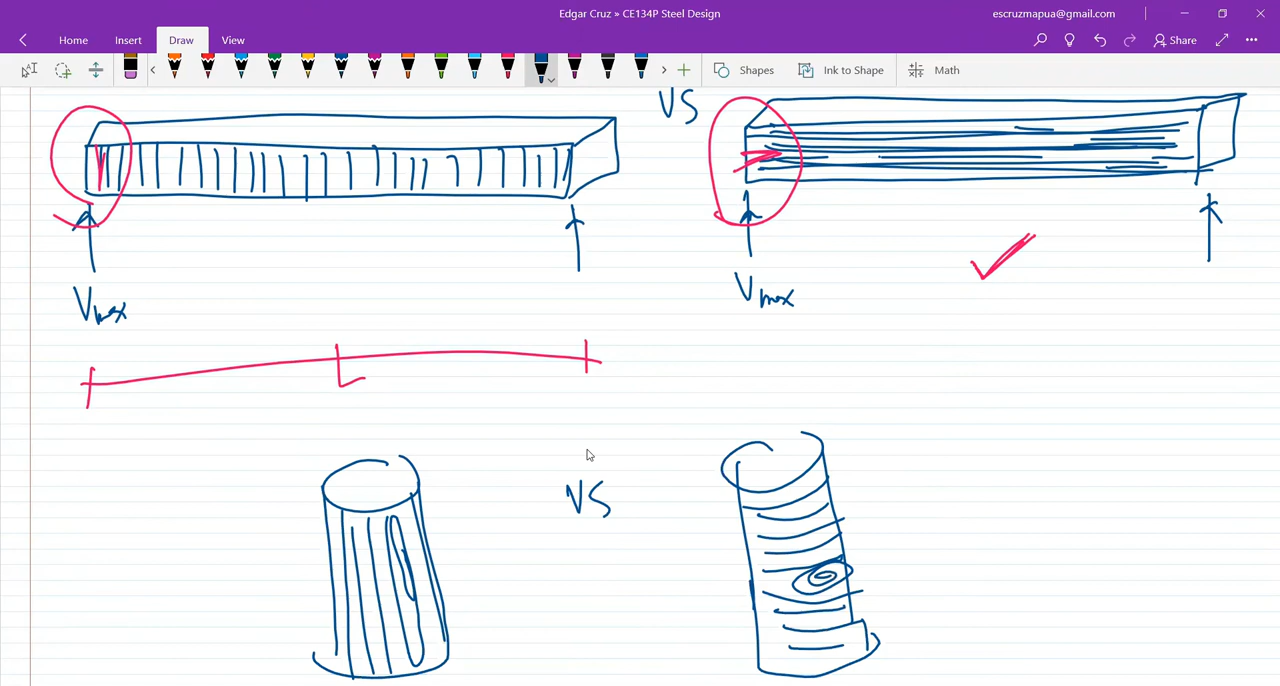 Edgar Cruz » CE134P Steel Design
escruzmapua@gmail.com
Home Insert Draw View
Share
Shapes Ink to Shape Math
VS
Vmax
Vmax
L
VS